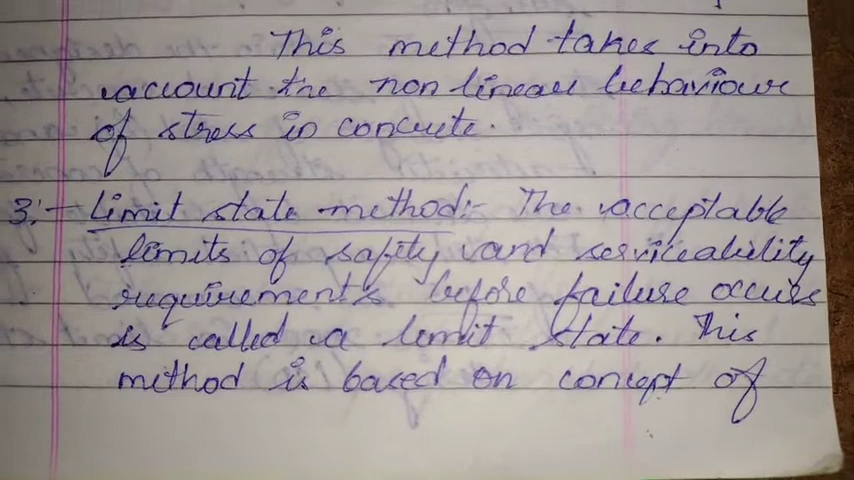 This method takes into
account the non linear behaviour
of stress in concrete.
3:- Limit state method:- The acceptable
limits of safety and serviceability
requirements before failure occurs
is called a limit state. This
method is based on concept of